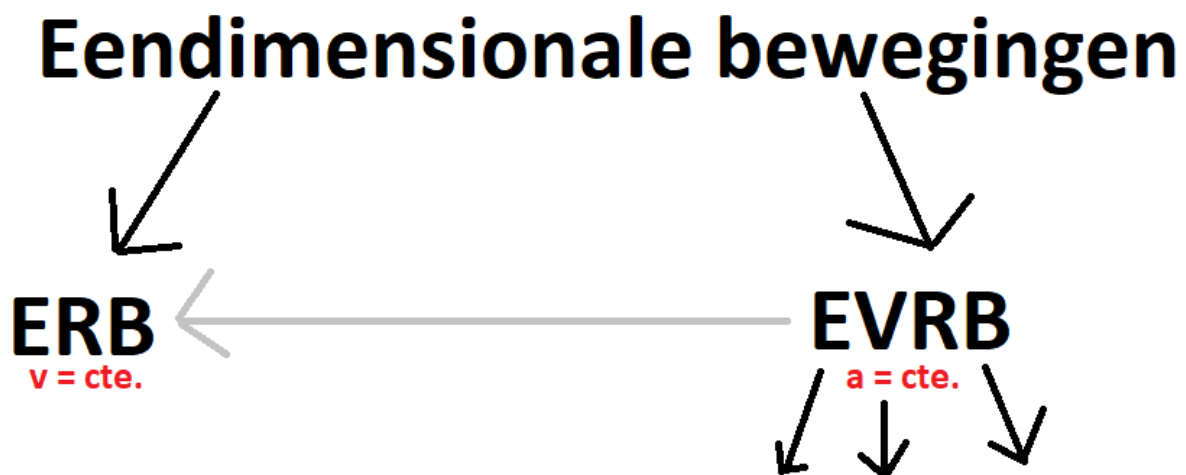 Eendimensionale bewegingen
ERB
v = cte.
EVRB
a = cte.